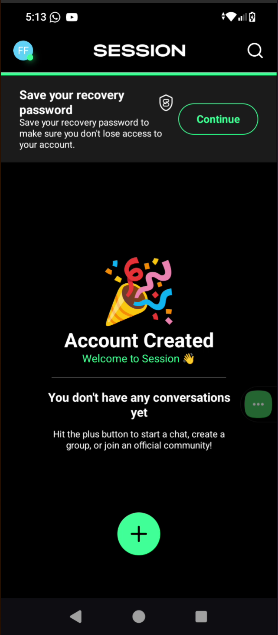 5:13
FF
SESSION
Save your recovery
password
Save your recovery password to
make sure you don't lose access to
your account.
Continue
Account Created
Welcome to Session 👋
You don't have any conversations
yet
Hit the plus button to start a chat, create a
group, or join an official community!